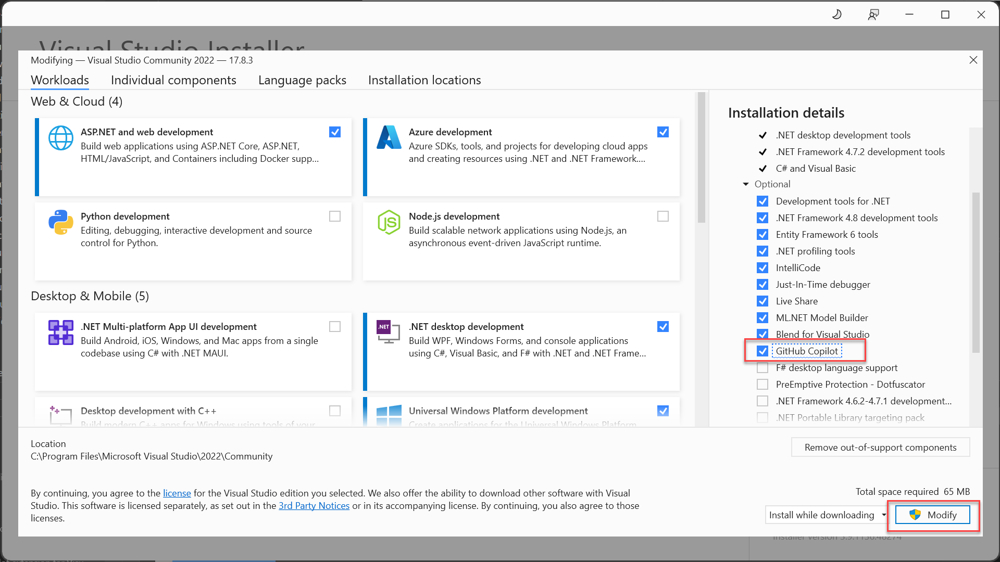 Visual Studio Installer
Modifying — Visual Studio Community 2022 — 17.8.3
Workloads
Individual components
Language packs
Installation locations
Web & Cloud (4)
ASP.NET and web development
Build web applications using ASP.NET Core, ASP.NET,
HTML/JavaScript, and Containers including Docker supp...
Azure development
Azure SDKs, tools, and projects for developing cloud apps
and creating resources using .NET and .NET Framework....
Python development
Editing, debugging, interactive development and source
control for Python.
JS
Node.js development
Build scalable network applications using Node.js, an
asynchronous event-driven JavaScript runtime.
Desktop & Mobile (5)
.NET Multi-platform App UI development
Build Android, iOS, Windows, and Mac apps from a single
codebase using C# with .NET MAUI.
.NET
.NET desktop development
Build WPF, Windows Forms, and console applications
using C#, Visual Basic, and F# with .NET and .NET Frame...
Desktop development with C++
Build modern C++ apps for Windows using tools of your
Universal Windows Platform development
Create applications for the Universal Windows Platform
Installation details
.NET desktop development tools
.NET Framework 4.7.2 development tools
C# and Visual Basic
Optional
Development tools for .NET
.NET Framework 4.8 development tools
Entity Framework 6 tools
.NET profiling tools
IntelliCode
Just-In-Time debugger
Live Share
ML.NET Model Builder
Blend for Visual Studio
GitHub Copilot
F# desktop language support
PreEmptive Protection - Dotfuscator
.NET Framework 4.6.2-4.7.1 development...
.NET Portable Library targeting pack
Location
C:\Program Files\Microsoft Visual Studio\2022\Community
Remove out-of-support components
By continuing, you agree to the license for the Visual Studio edition you selected. We also offer the ability to download other software with Visual
Studio. This software is licensed separately, as set out in the 3rd Party Notices or in its accompanying license. By continuing, you also agree to those
licenses.
Total space required 65 MB
Install while downloading
Modify
Installer version